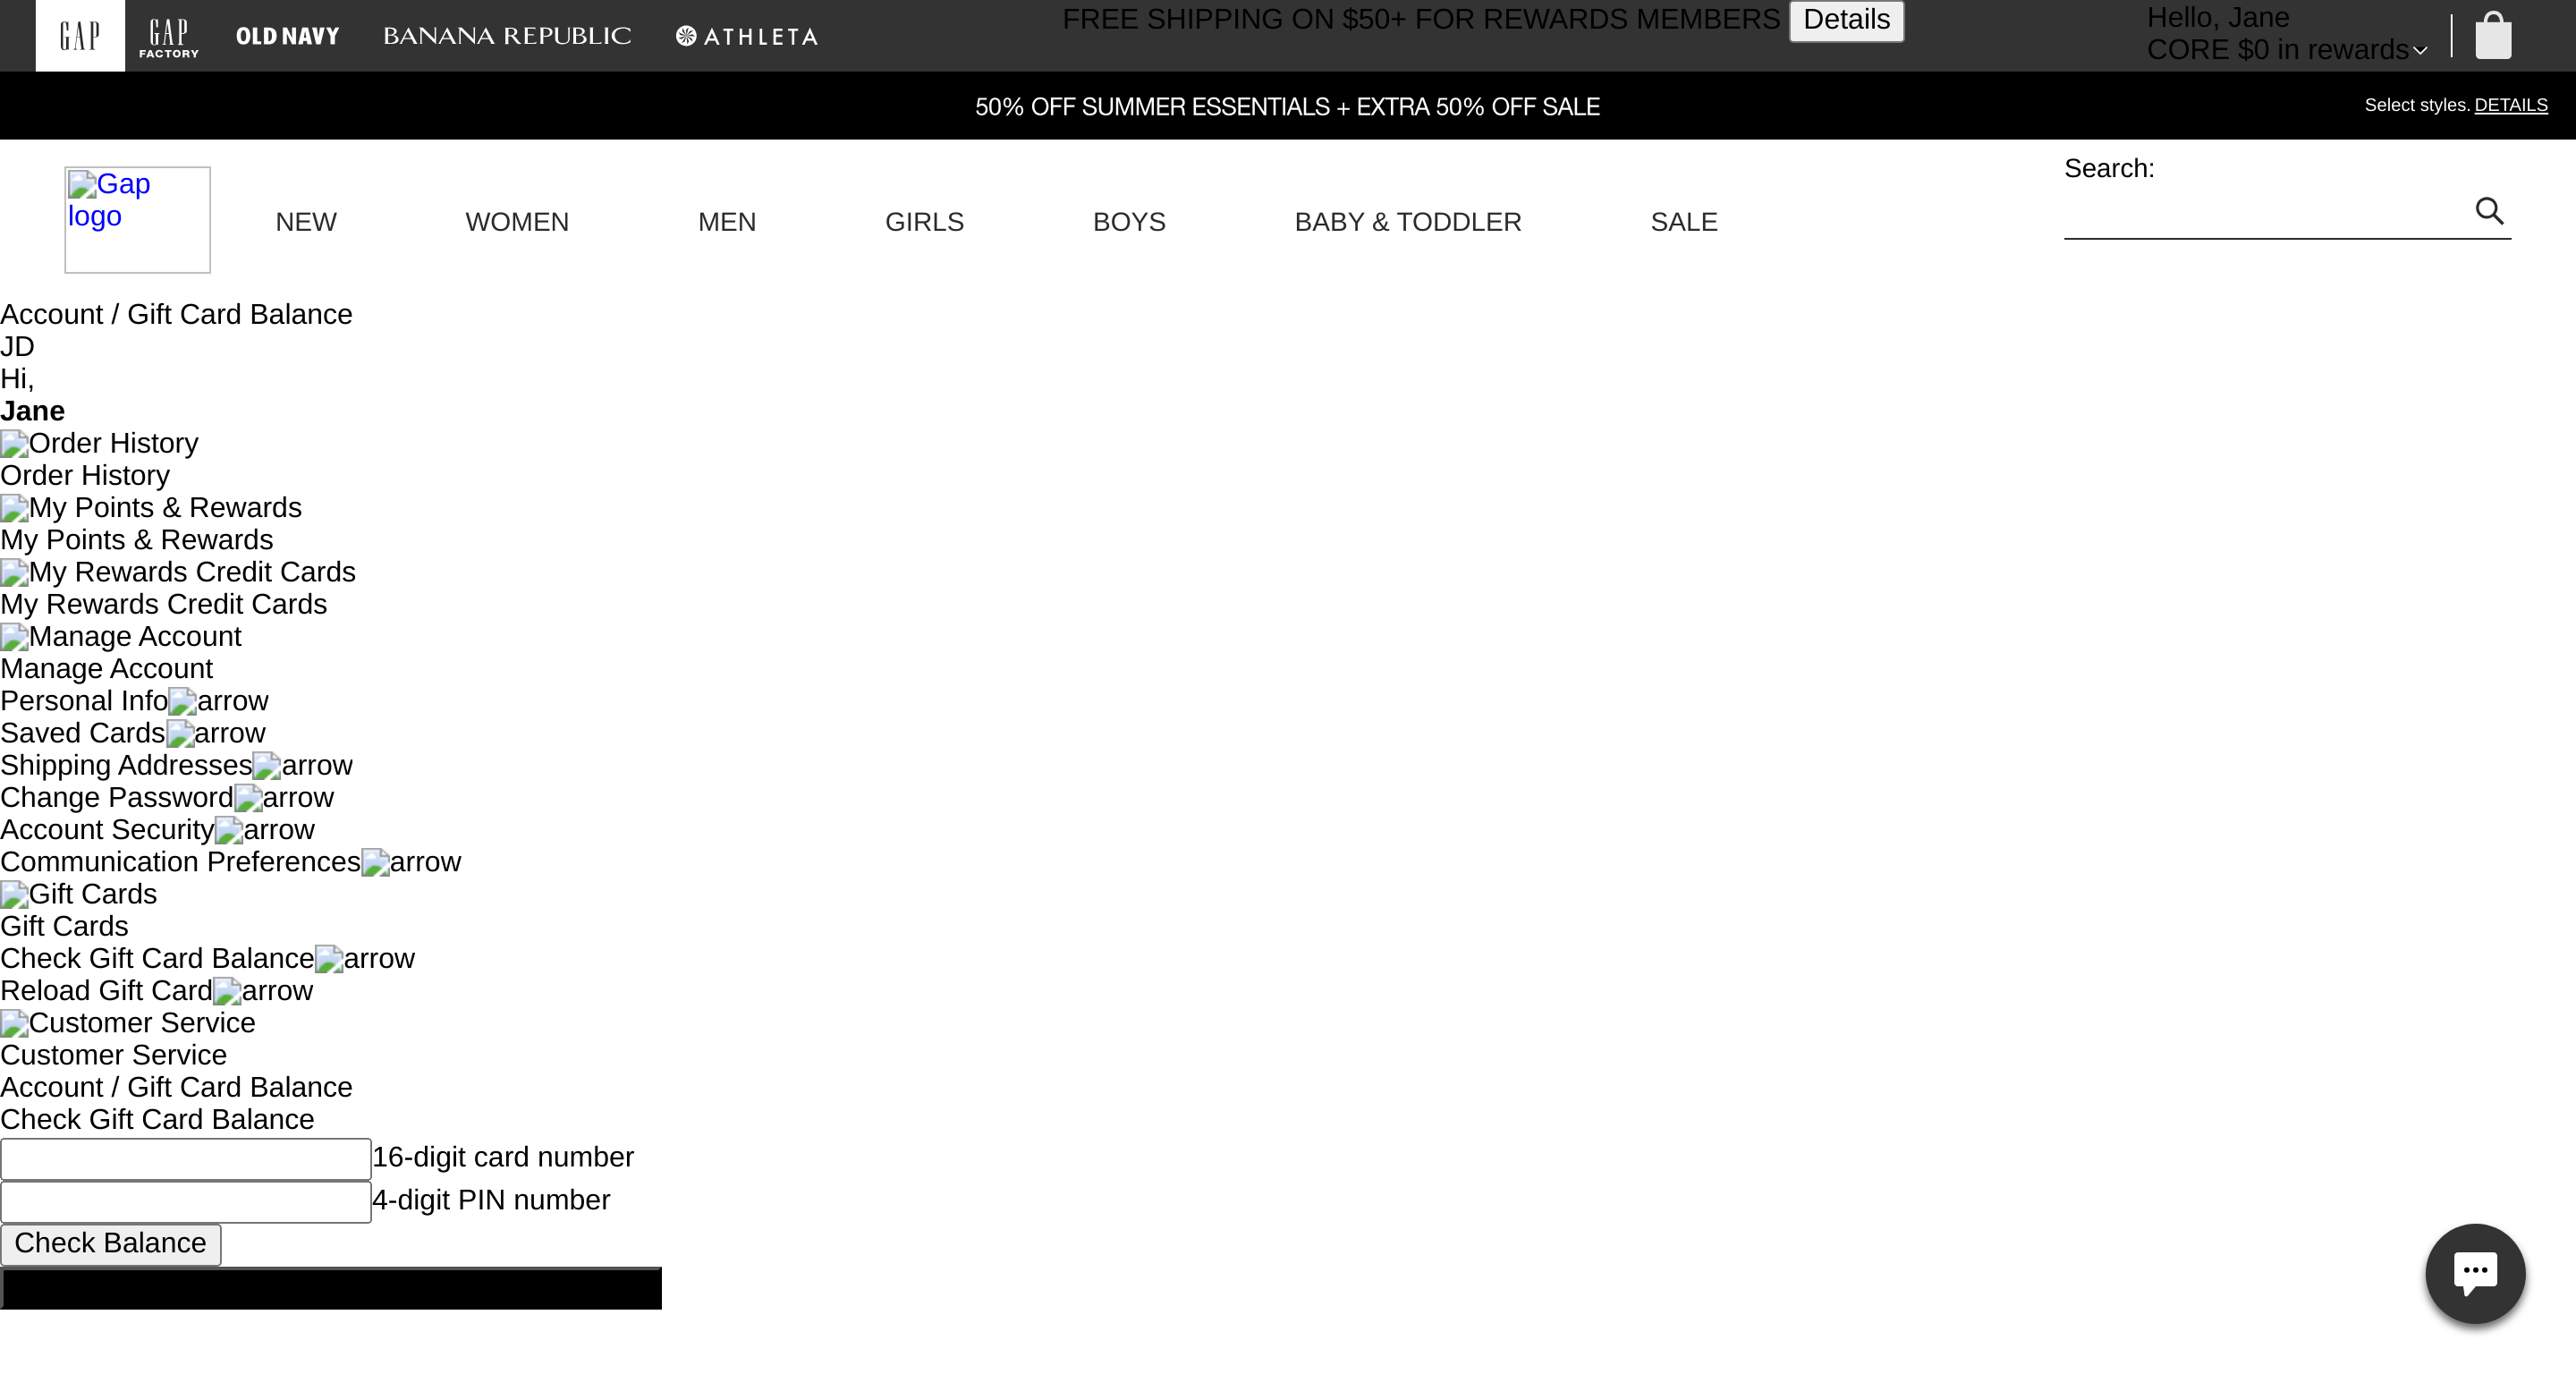 GAP
GAP
FACTORY
OLD NAVY
BANANA REPUBLIC
ATHLETA
FREE SHIPPING ON $50+ FOR REWARDS MEMBERS Details
Hello, Jane
CORE $0 in rewards
50% OFF SUMMER ESSENTIALS + EXTRA 50% OFF SALE
Select styles. DETAILS
Gap
logo
NEW
WOMEN
MEN
GIRLS
BOYS
BABY & TODDLER
SALE
Search:
Account / Gift Card Balance
JD
Hi,
Jane
Order History
Order History
My Points & Rewards
My Points & Rewards
My Rewards Credit Cards
My Rewards Credit Cards
Manage Account
Manage Account
Personal Info arrow
Saved Cards arrow
Shipping Addresses arrow
Change Password arrow
Account Security arrow
Communication Preferences arrow
Gift Cards
Gift Cards
Check Gift Card Balance arrow
Reload Gift Card arrow
Customer Service
Customer Service
Account / Gift Card Balance
Check Gift Card Balance
16-digit card number
4-digit PIN number
Check Balance